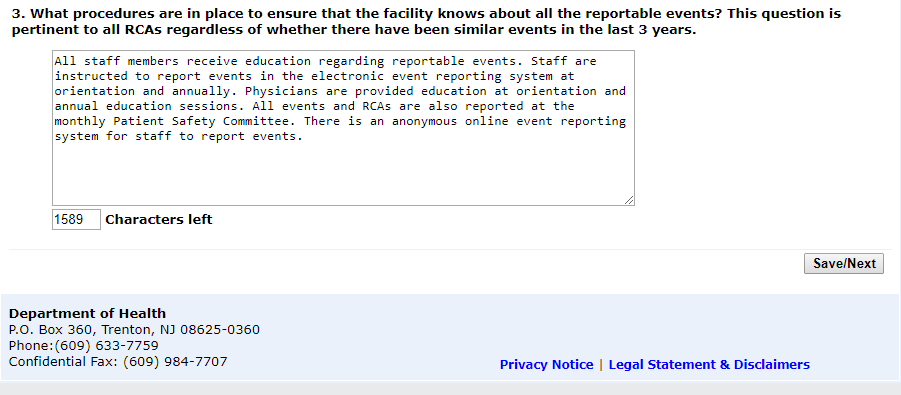 3. What procedures are in place to ensure that the facility knows about all the reportable events? This question is
pertinent to all RCAs regardless of whether there have been similar events in the last 3 years.
All staff members receive education regarding reportable events. Staff are
instructed to report events in the electronic event reporting system at
orientation and annually. Physicians are provided education at orientation and
annual education sessions. All events and RCAs are also reported at the
monthly Patient Safety Committee. There is an anonymous online event reporting
system for staff to report events.
1589 Characters left
Save/Next
Department of Health
P.O. Box 360, Trenton, NJ 08625-0360
Phone:(609) 633-7759
Confidential Fax: (609) 984-7707
Privacy Notice | Legal Statement & Disclaimers